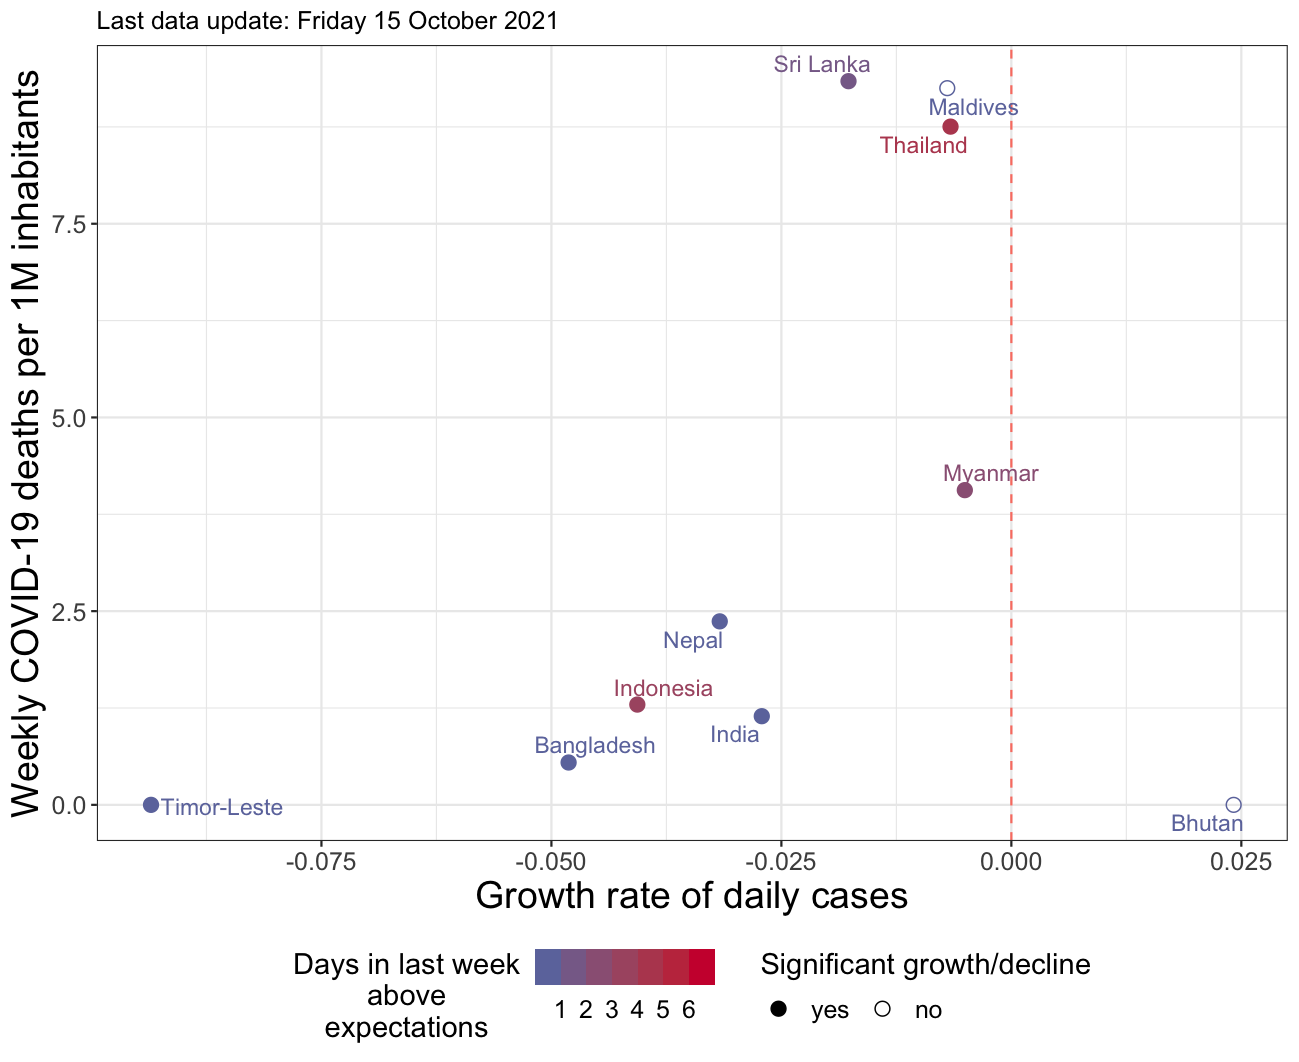 Last data update: Friday 15 October 2021
Weekly COVID-19 deaths per 1M inhabitants
Sri Lanka
Maldives
Thailand
7.5
5.0
Myanmar
2.5
Nepal
Indonesia
India
Bangladesh
0.0
Timor-Leste
Bhutan
-0.075 -0.050 -0.025 0.000 0.025
Growth rate of daily cases
Days in last week
above
expectations
1 2 3 4 5 6
Significant growth/decline
yes no